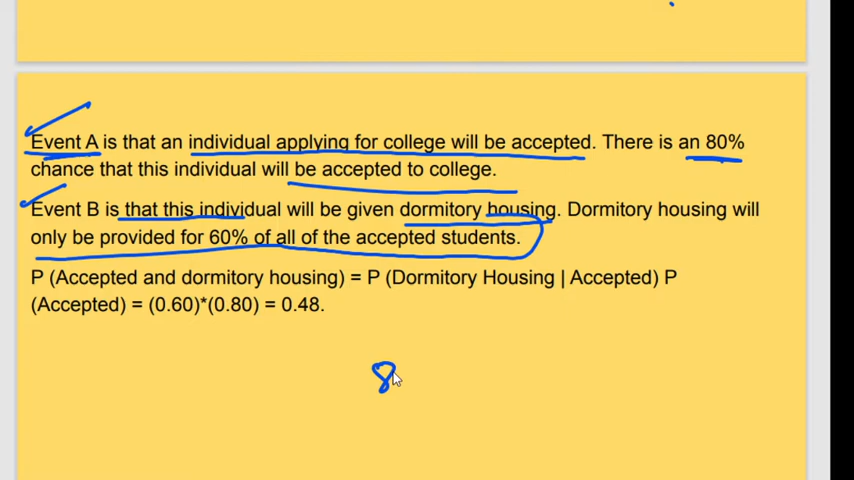 Event A is that an individual applying for college will be accepted. There is an 80%
chance that this individual will be accepted to college.
Event B is that this individual will be given dormitory housing. Dormitory housing will
only be provided for 60% of all of the accepted students.
P (Accepted and dormitory housing) = P (Dormitory Housing | Accepted) P
(Accepted) = (0.60)*(0.80) = 0.48.
8